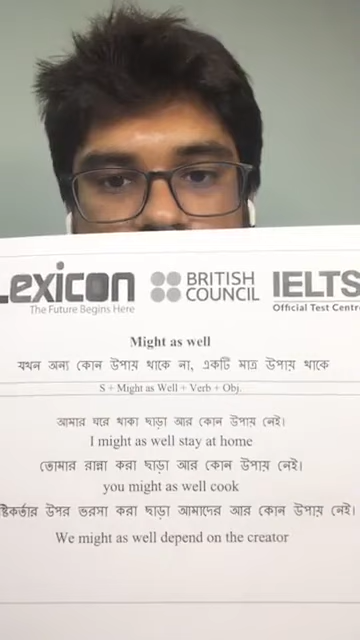 Lexicon
The Future Begins Here
BRITISH
COUNCIL
IELTS
Official Test Centre
Might as well
যখন অন্য কোন উপায় থাকে না, একটি মাত্র উপায় থাকে
S + Might as Well + Verb + Obj.
আমার ঘরে থাকা ছাড়া আর কোন উপায় নেই।
I might as well stay at home
তোমার রান্না করা ছাড়া আর কোন উপায় নেই।
you might as well cook
ষ্টিকর্তার উপর ভরসা করা ছাড়া আমাদের আর কোন উপায় নেই।
We might as well depend on the creator